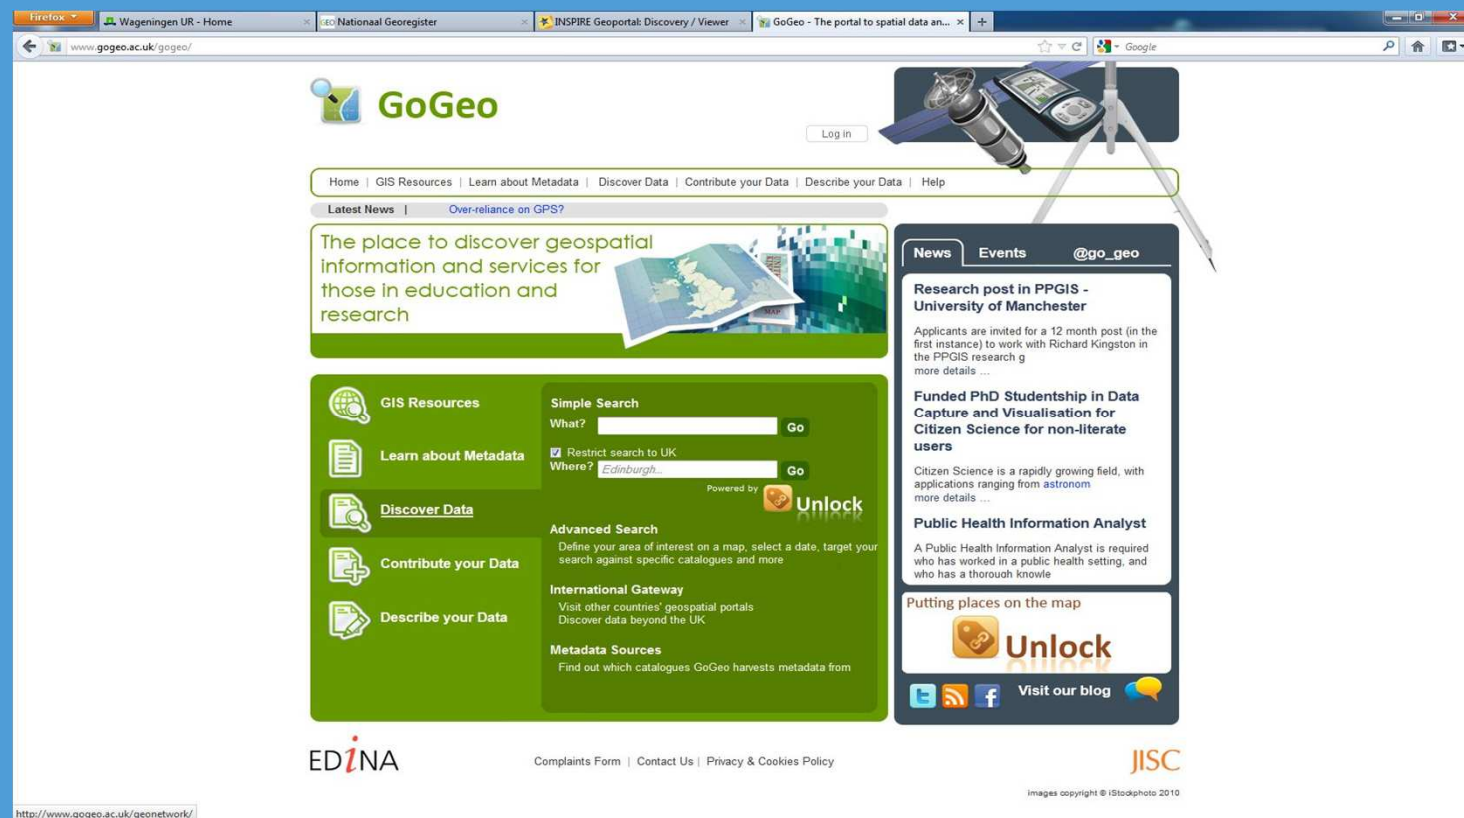 Firefox
Wageningen UR - Home
GEO Nationaal Georegister
INSPIRE Geoportal: Discovery / Viewer
GoGeo - The portal to spatial data an...
www.gogeo.ac.uk/gogeo/
Google
GoGeo
Log in
Home | GIS Resources | Learn about Metadata | Discover Data | Contribute your Data | Describe your Data | Help
Latest News | Over-reliance on GPS?
The place to discover geospatial
information and services for
those in education and
research
MAP
GIS Resources
Learn about Metadata
Discover Data
Contribute your Data
Describe your Data
Simple Search
What? Go
Restrict search to UK
Where? Edinburgh... Go
Powered by Unlock
Advanced Search
Define your area of interest on a map, select a date, target your
search against specific catalogues and more
International Gateway
Visit other countries' geospatial portals
Discover data beyond the UK
Metadata Sources
Find out which catalogues GoGeo harvests metadata from
News Events @go_geo
Research post in PPGIS -
University of Manchester
Applicants are invited for a 12 month post (in the
first instance) to work with Richard Kingston in
the PPGIS research g
more details ...
Funded PhD Studentship in Data
Capture and Visualisation for
Citizen Science for non-literate
users
Citizen Science is a rapidly growing field, with
applications ranging from astronom
more details ...
Public Health Information Analyst
A Public Health Information Analyst is required
who has worked in a public health setting, and
who has a thorough knowle
Putting places on the map
Unlock
Visit our blog
EDINA
Complaints Form | Contact Us | Privacy & Cookies Policy
JISC
images copyright © iStockphoto 2010
http://www.gogeo.ac.uk/geonetwork/